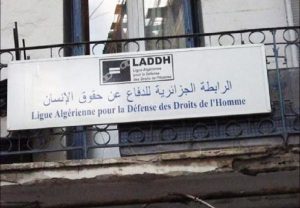 LADDH
Ligue Algérienne
pour la Défense
des Droits de l'Homme
الرابطة الجزائرية للدفاع عن حقوق الإنسان
Ligue Algérienne pour la Défense des Droits de l'Homme